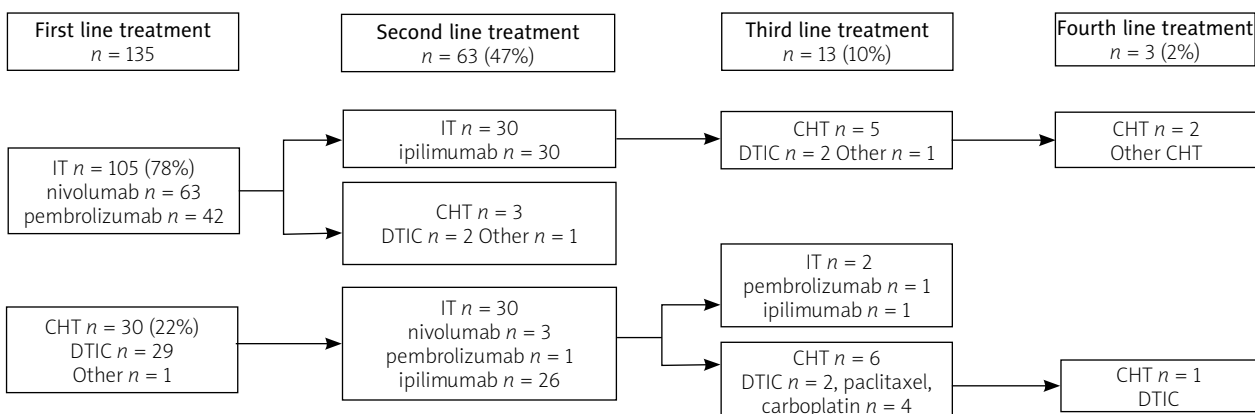 First line treatment
n = 135
Second line treatment
n = 63 (47%)
Third line treatment
n = 13 (10%)
Fourth line treatment
n = 3 (2%)
IT n = 105 (78%)
nivolumab n = 63
pembrolizumab n = 42
IT n = 30
ipilimumab n = 30
CHT n = 5
DTIC n = 2 Other n = 1
CHT n = 2
Other CHT
CHT n = 3
DTIC n = 2 Other n = 1
CHT n = 30 (22%)
DTIC n = 29
Other n = 1
IT n = 30
nivolumab n = 3
pembrolizumab n = 1
ipilimumab n = 26
IT n = 2
pembrolizumab n = 1
ipilimumab n = 1
CHT n = 6
DTIC n = 2, paclitaxel,
carboplatin n = 4
CHT n = 1
DTIC